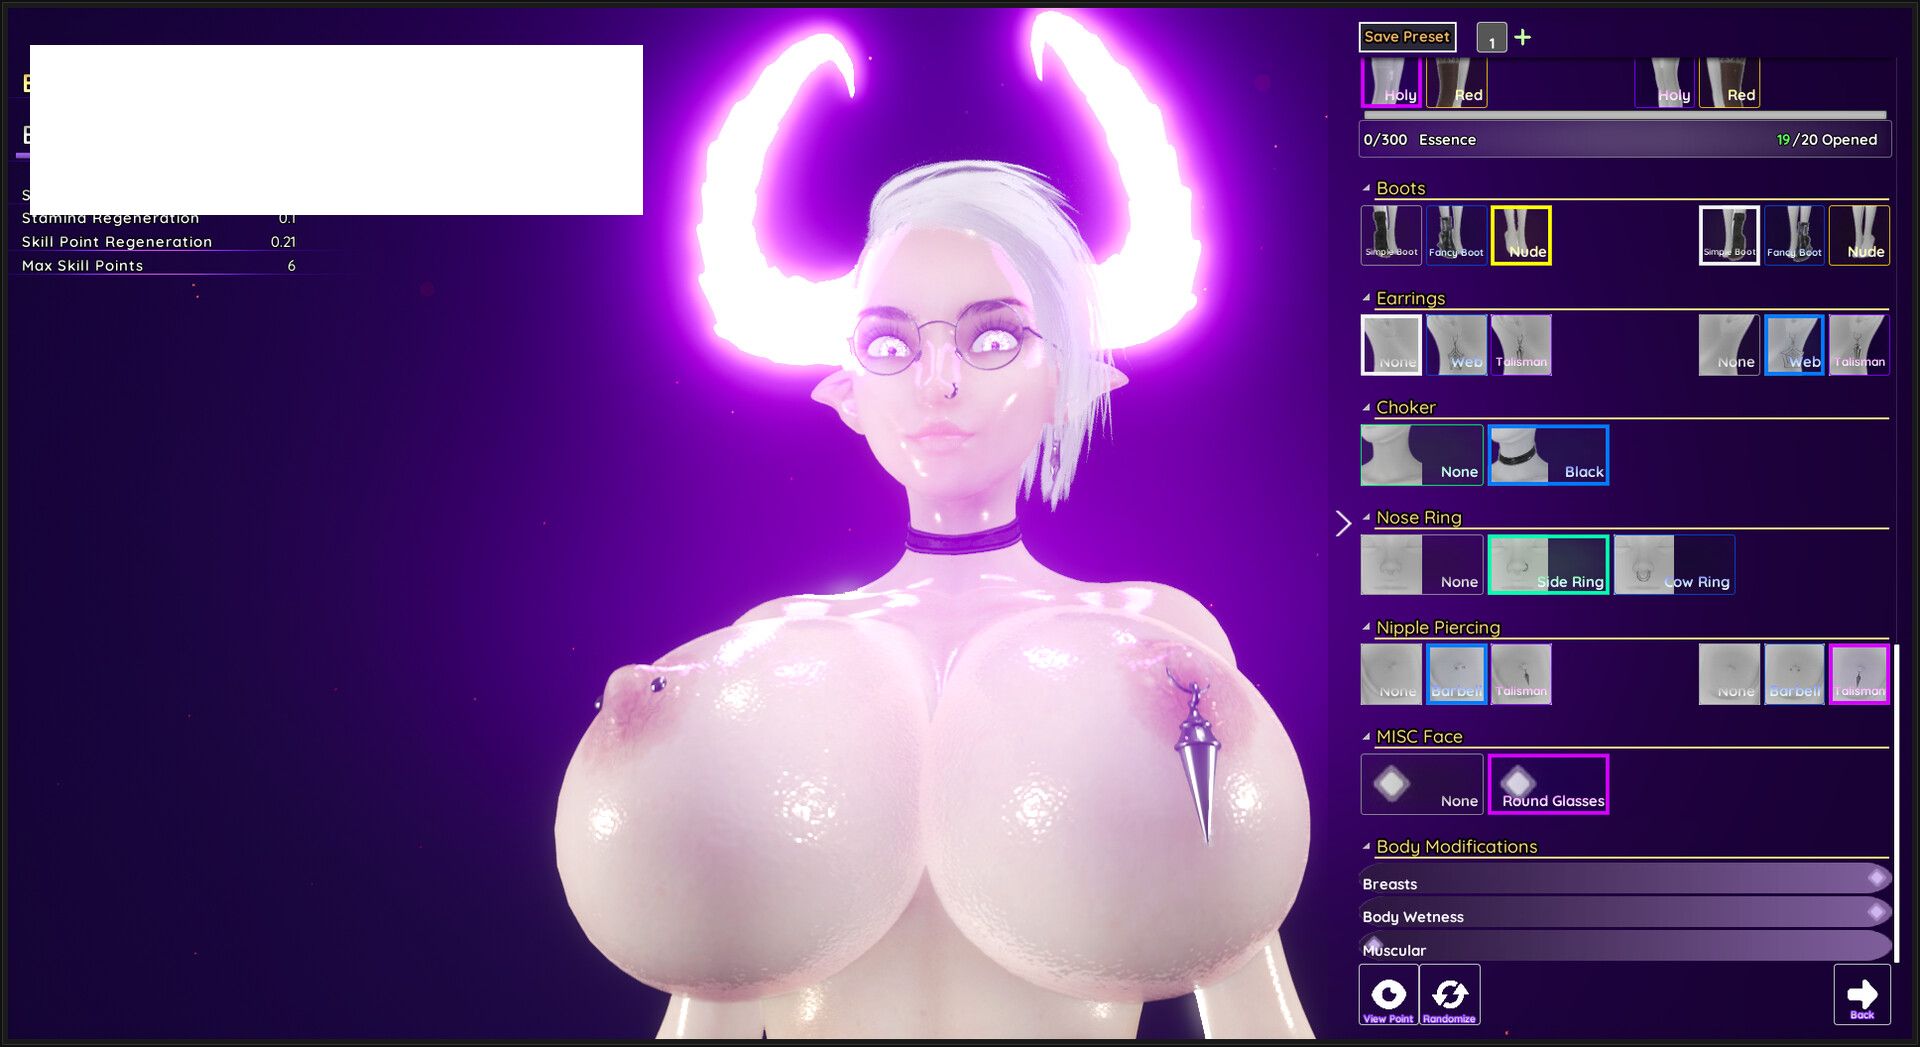 Save Preset
1
Holy
Red
Holy
Red
0/300 Essence
19/20 Opened
Stamina Regeneration 0.1
Skill Point Regeneration 0.21
Max Skill Points 6
Boots
Simple Boot
Fancy Boot
Nude
Simple Boot
Fancy Boot
Nude
Earrings
None
Web
Talisman
None
Web
Talisman
Choker
None
Black
Nose Ring
None
Side Ring
Cow Ring
Nipple Piercing
None
Barbell
Talisman
None
Barbell
Talisman
MISC Face
None
Round Glasses
Body Modifications
Breasts
Body Wetness
Muscular
View Point
Randomize
Back